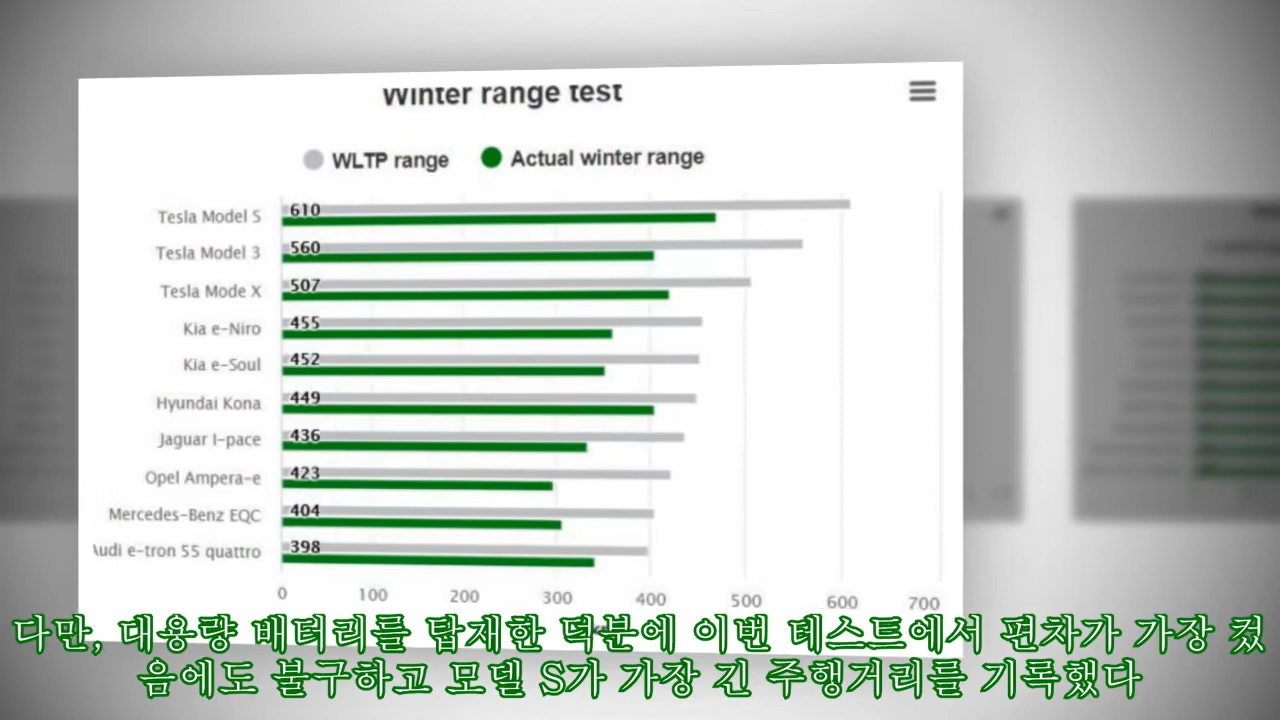 Winter range test
WLTP range
Actual winter range
Tesla Model S
610
Tesla Model 3
560
Tesla Mode X
507
Kia e-Niro
455
Kia e-Soul
452
Hyundai Kona
449
Jaguar I-pace
436
Opel Ampera-e
423
Mercedes-Benz EQC
404
Audi e-tron 55 quattro
398
0 100 200 300 400 500 600 700
다만, 대용량 배터리를 탑재한 덕분에 이번 테스트에서 편차가 가장 컸
음에도 불구하고 모델 S가 가장 긴 주행거리를 기록했다